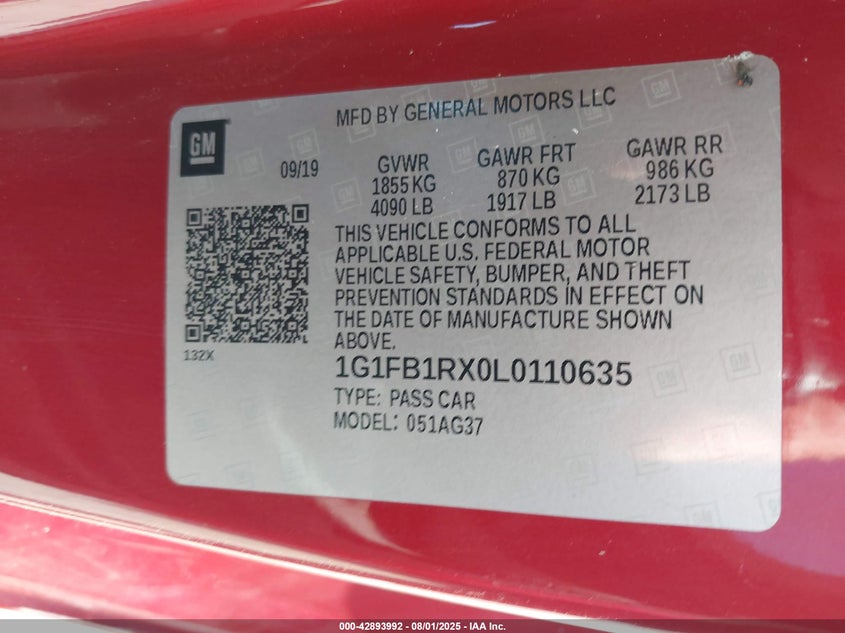 MFD BY GENERAL MOTORS LLC
GM
09/19
GVWR
1855 KG
4090 LB
GAWR FRT
870 KG
1917 LB
GAWR RR
986 KG
2173 LB
THIS VEHICLE CONFORMS TO ALL
APPLICABLE U.S. FEDERAL MOTOR
VEHICLE SAFETY, BUMPER, AND THEFT
PREVENTION STANDARDS IN EFFECT ON
THE DATE OF MANUFACTURE SHOWN
ABOVE.
132X
1G1FB1RX0L0110635
TYPE: PASS CAR
MODEL: 051AG37
000-42893992 - 08/01/2025 - IAA Inc.